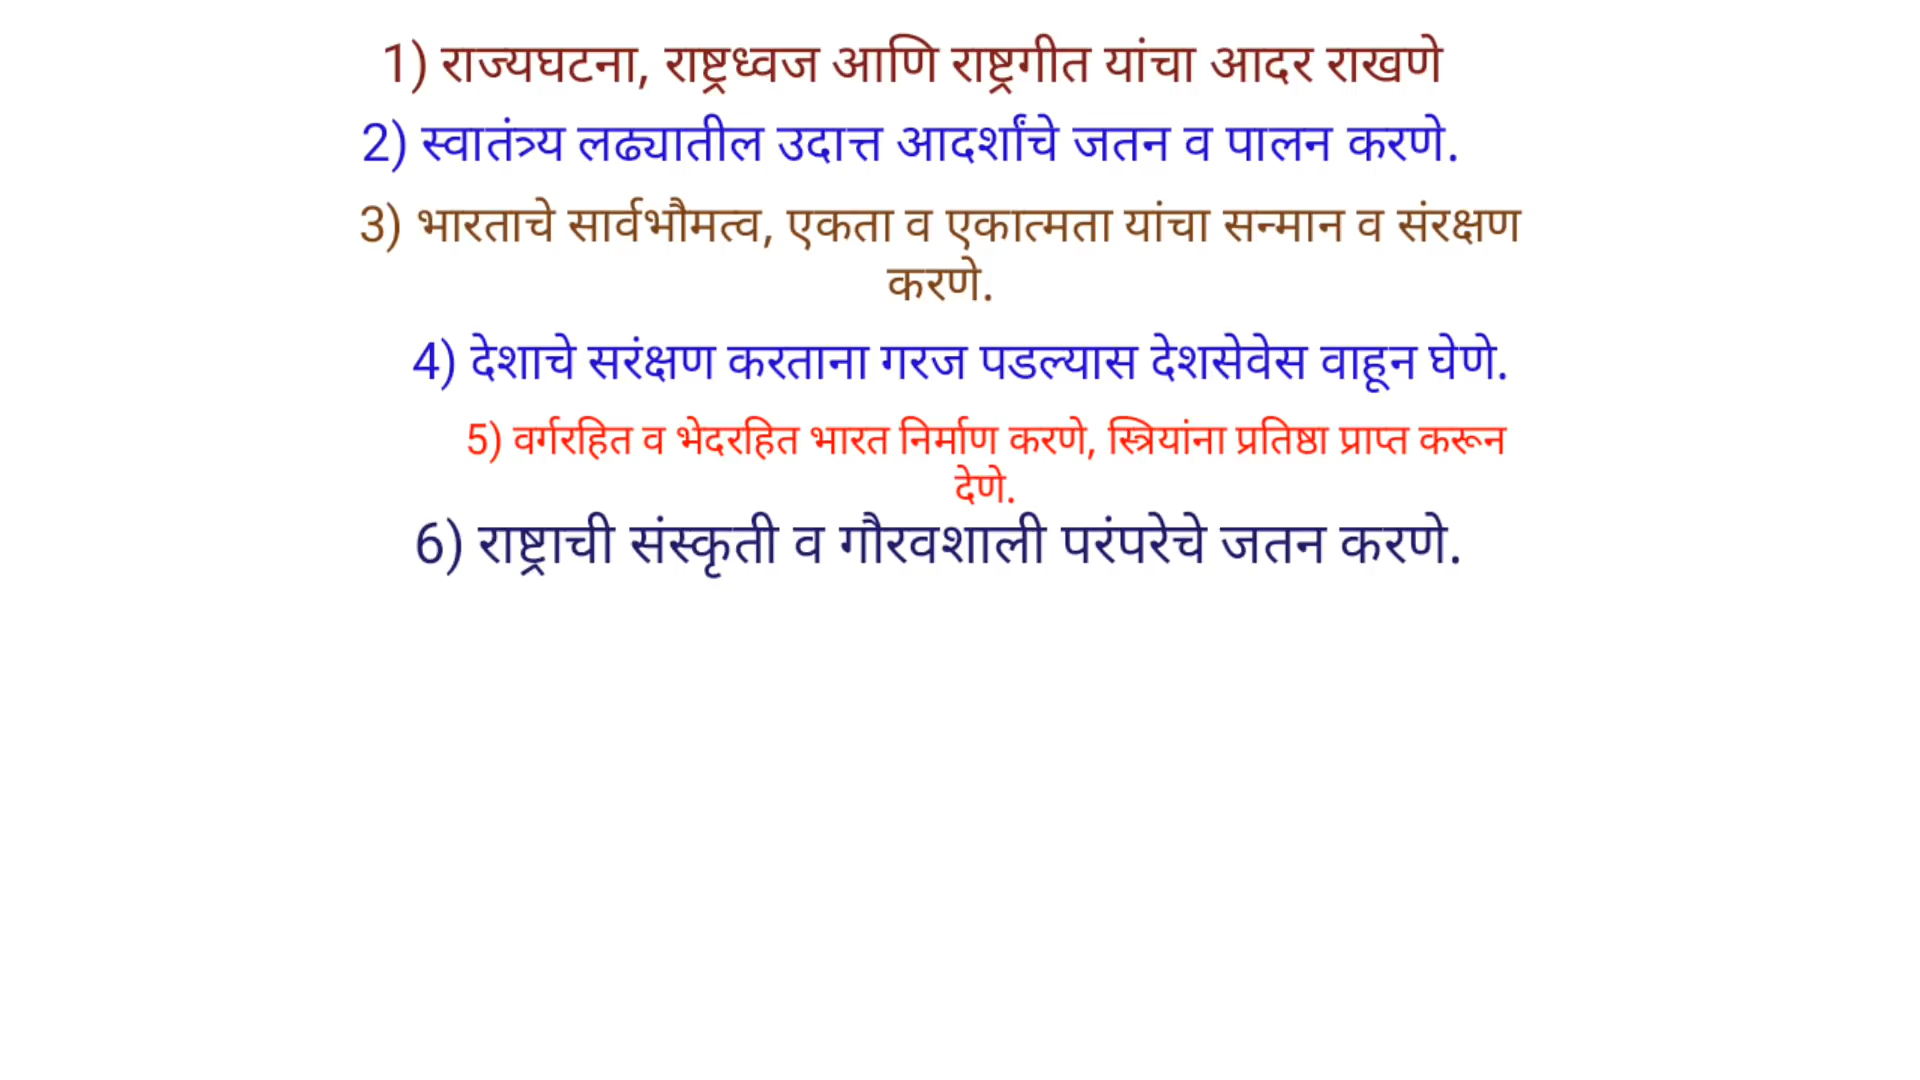 1) राज्यघटना, राष्ट्रध्वज आणि राष्ट्रगीत यांचा आदर राखणे
2) स्वातंत्र्य लढ्यातील उदात्त आदर्शांचे जतन व पालन करणे.
3) भारताचे सार्वभौमत्व, एकता व एकात्मता यांचा सन्मान व संरक्षण
करणे.
4) देशाचे सरंक्षण करताना गरज पडल्यास देशसेवेस वाहून घेणे.
5) वर्गरहित व भेदरहित भारत निर्माण करणे, स्त्रियांना प्रतिष्ठा प्राप्त करून
देणे.
6) राष्ट्राची संस्कृती व गौरवशाली परंपरेचे जतन करणे.